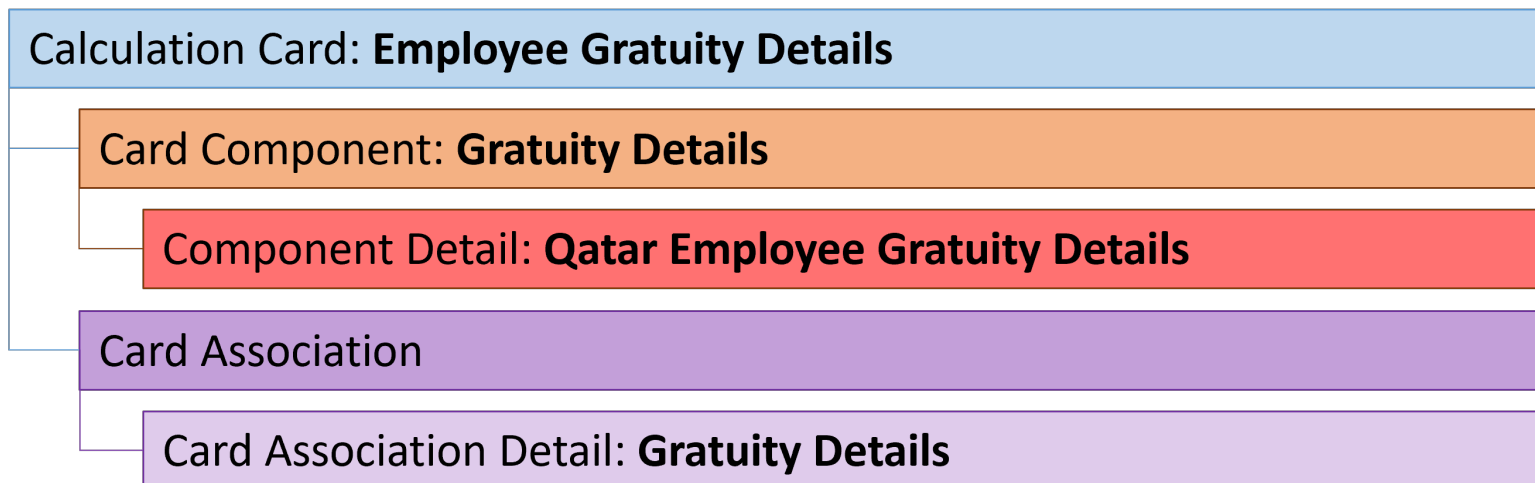 Calculation Card: Employee Gratuity Details
Card Component: Gratuity Details
Component Detail: Qatar Employee Gratuity Details
Card Association
Card Association Detail: Gratuity Details